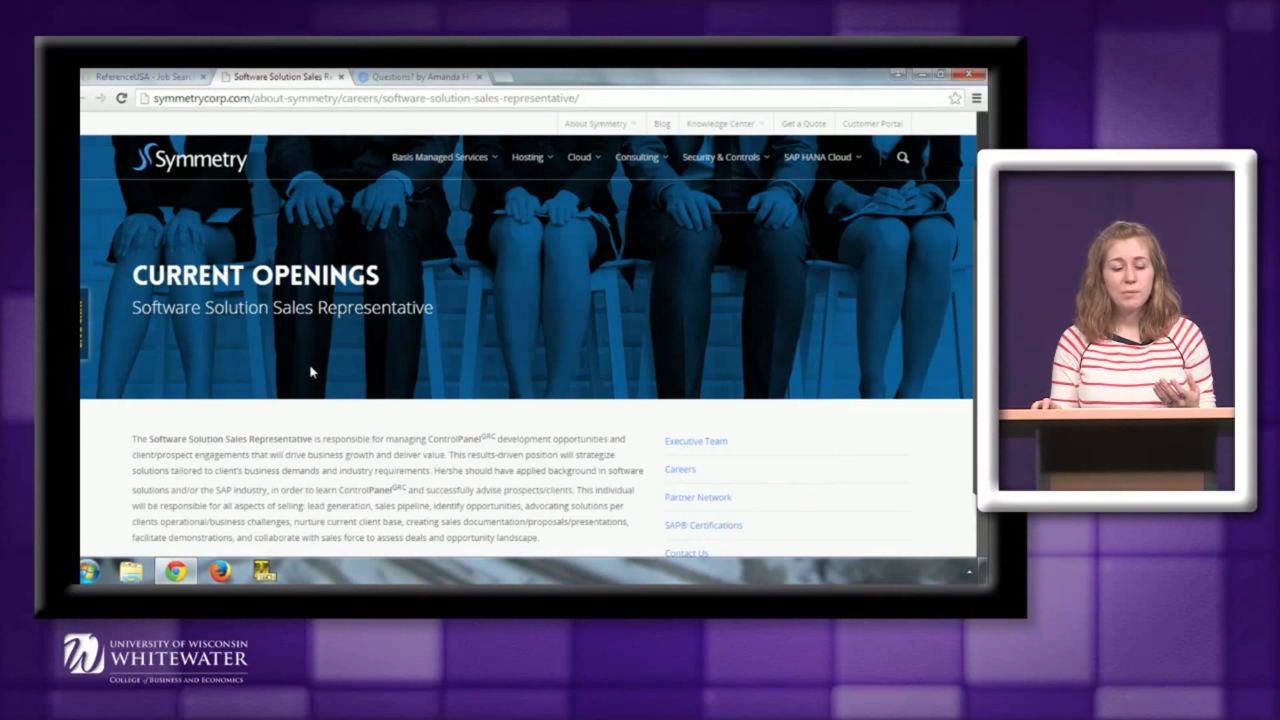 ReferenceUSA - Job Searc
Software Solution Sales Re
Questions? by Amanda H
symmetrycorp.com/about-symmetry/careers/software-solution-sales-representative/
About Symmetry
Blog
Knowledge Center
Get a Quote
Customer Portal
Symmetry
Basis Managed Services
Hosting
Cloud
Consulting
Security & Controls
SAP HANA Cloud
CURRENT OPENINGS
Software Solution Sales Representative
The Software Solution Sales Representative is responsible for managing ControlPanelGRC development opportunities and
client/prospect engagements that will drive business growth and deliver value. This results-driven position will strategize
solutions tailored to client's business demands and industry requirements. He/she should have applied background in software
solutions and/or the SAP industry, in order to learn ControlPanelGRC and successfully advise prospects/clients. This individual
will be responsible for all aspects of selling: lead generation, sales pipeline, identify opportunities, advocating solutions per
clients operational/business challenges, nurture current client base, creating sales documentation/proposals/presentations,
facilitate demonstrations, and collaborate with sales force to assess deals and opportunity landscape.
Executive Team
Careers
Partner Network
SAP® Certifications
Contact Us
W
UNIVERSITY OF WISCONSIN
WHITEWATER
COLLEGE of BUSINESS AND ECONOMICS